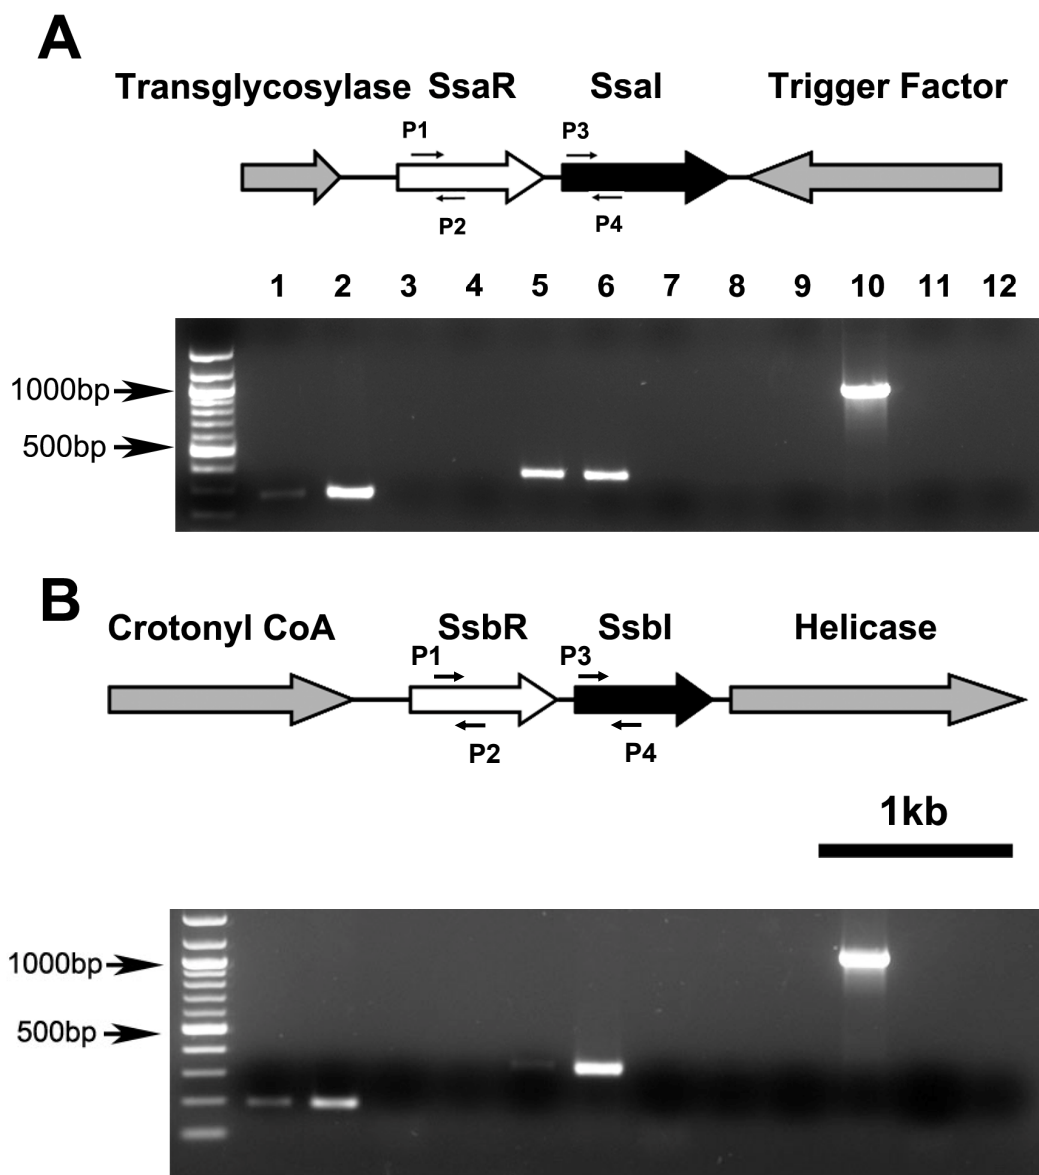 A
Transglycosylase SsaR SsaI Trigger Factor
P1 P3
P2 P4
1 2 3 4 5 6 7 8 9 10 11 12
1000bp
500bp
B
Crotonyl CoA SsbR SsbI Helicase
P1 P3
P2 P4
1kb
1000bp
500bp